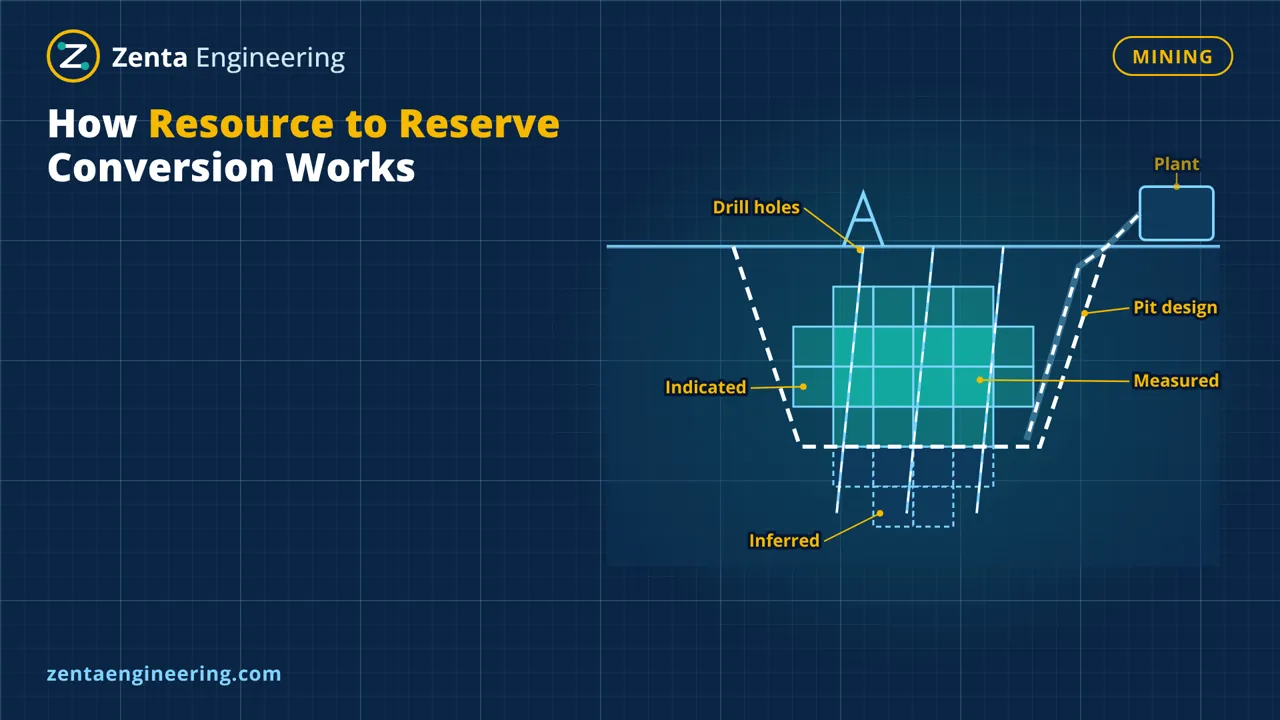 Zenta Engineering
MINING
How Resource to Reserve
Conversion Works
Plant
Drill holes
Pit design
Measured
Indicated
Inferred
zentaengineering.com